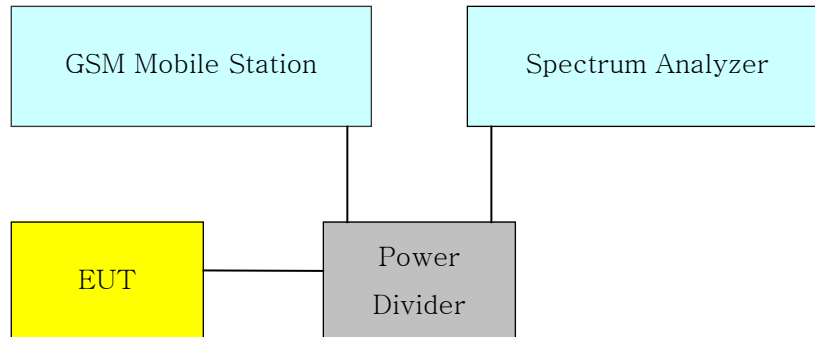 GSM Mobile Station
Spectrum Analyzer
EUT
Power
Divider